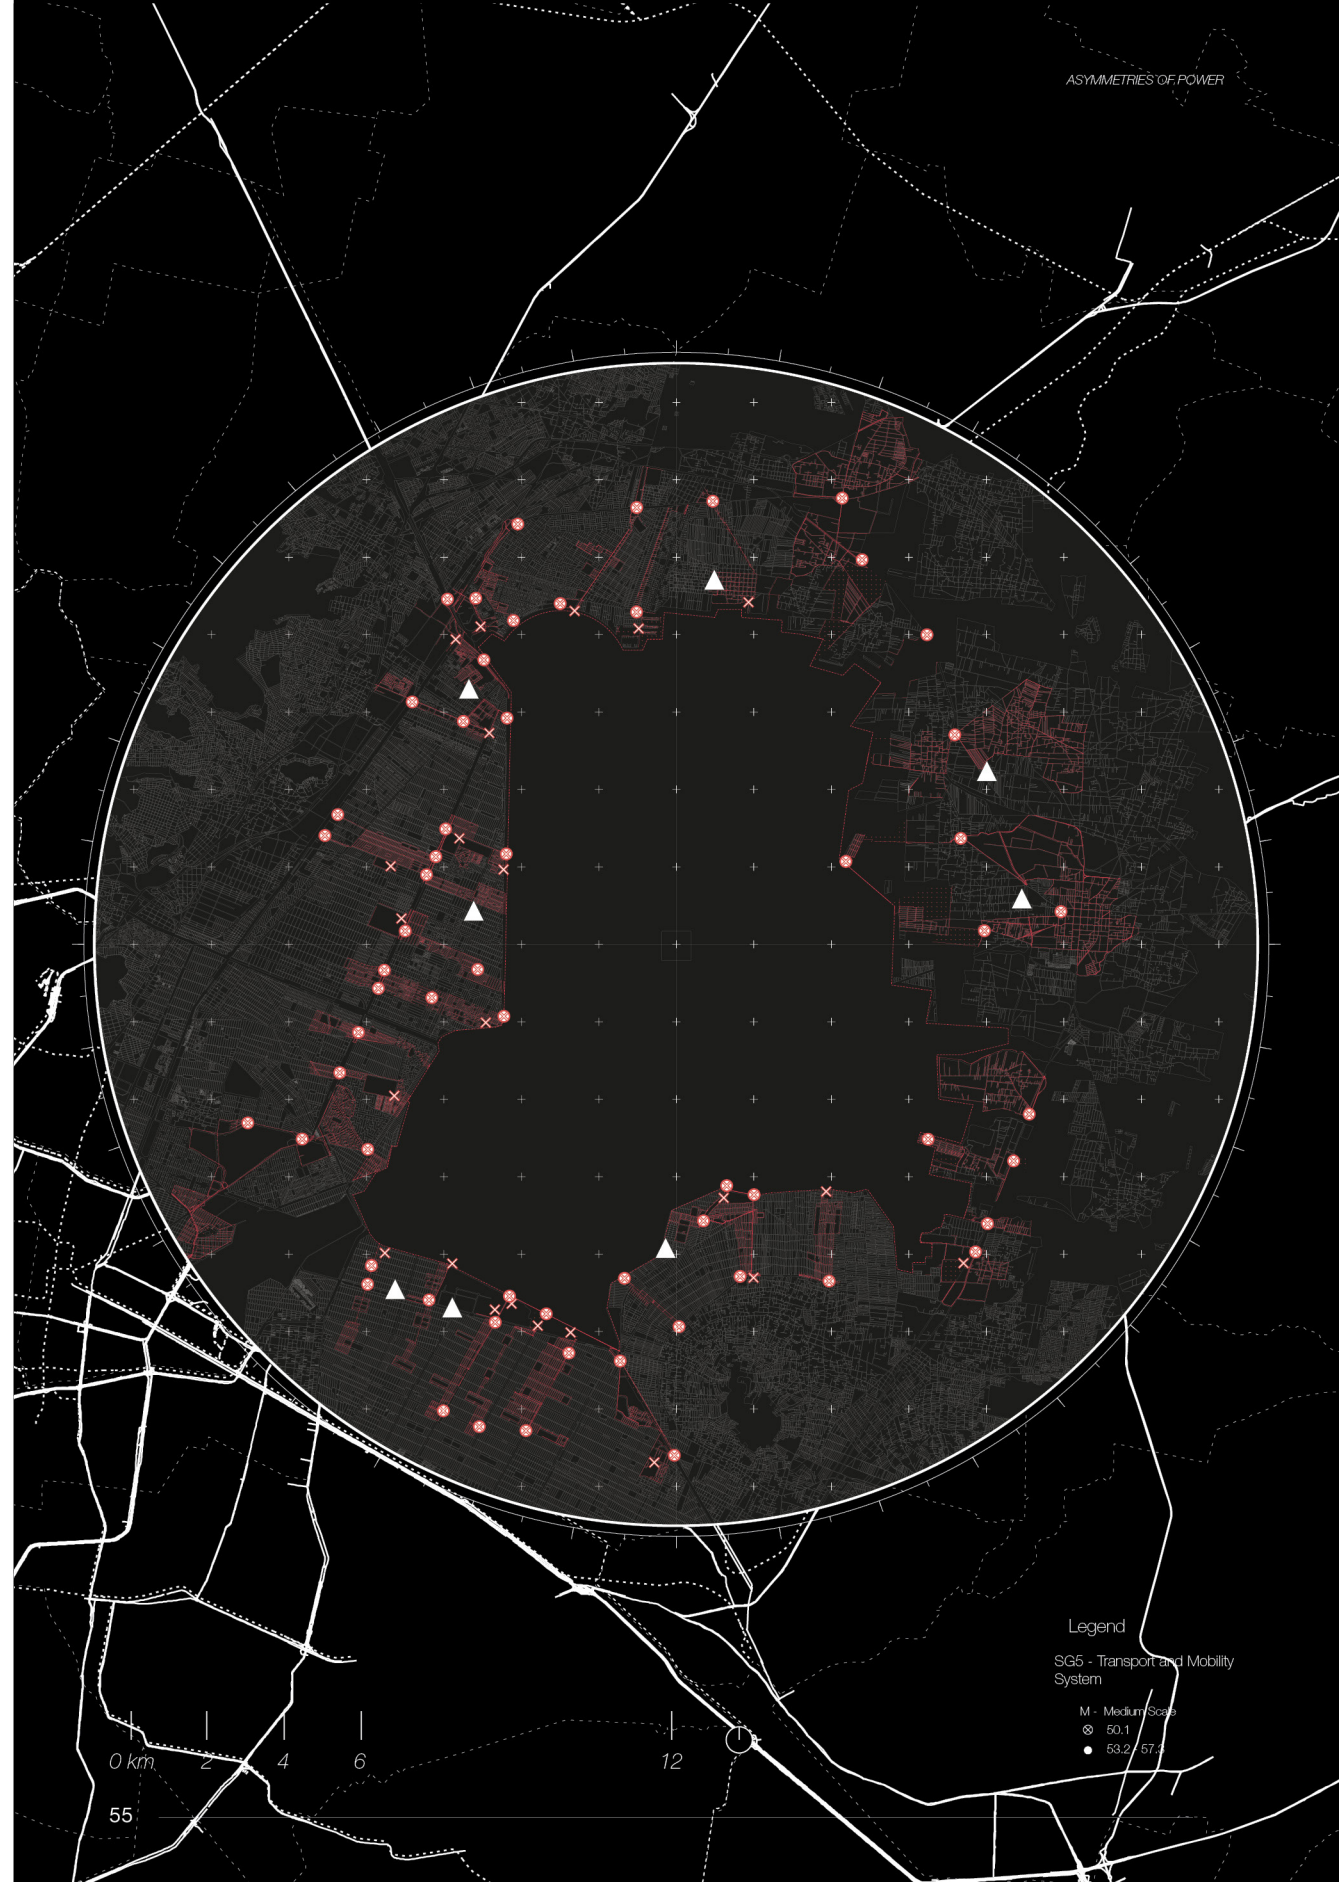 ASYMMETRIES OF POWER
Legend
SG5 - Transport and Mobility
System
M - Medium Scale
50.1
53.2 - 57.3
0 km 2 4 6 12
55